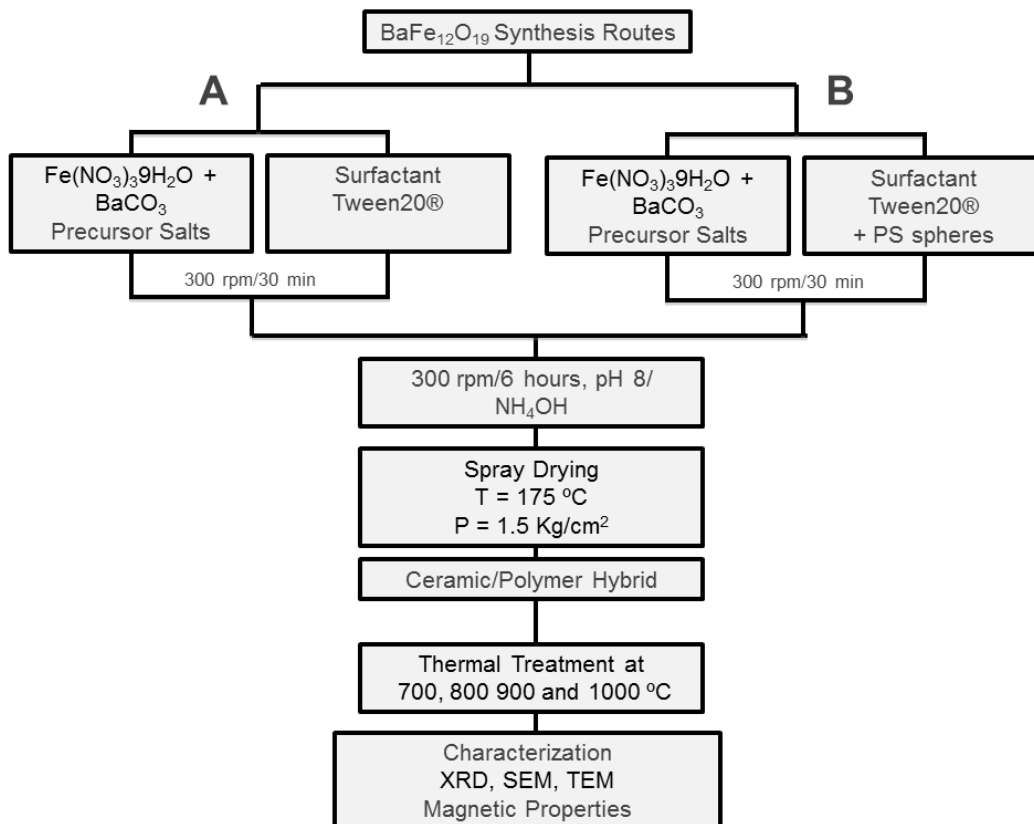 BaFe₁₂O₁₉ Synthesis Routes
A
B
Fe(NO₃)₃9H₂O +
BaCO₃
Precursor Salts
Surfactant
Tween20®
Fe(NO₃)₃9H₂O +
BaCO₃
Precursor Salts
Surfactant
Tween20®
+ PS spheres
300 rpm/30 min
300 rpm/30 min
300 rpm/6 hours, pH 8/
NH₄OH
Spray Drying
T = 175 ºC
P = 1.5 Kg/cm²
Ceramic/Polymer Hybrid
Thermal Treatment at
700, 800 900 and 1000 ºC
Characterization
XRD, SEM, TEM
Magnetic Properties